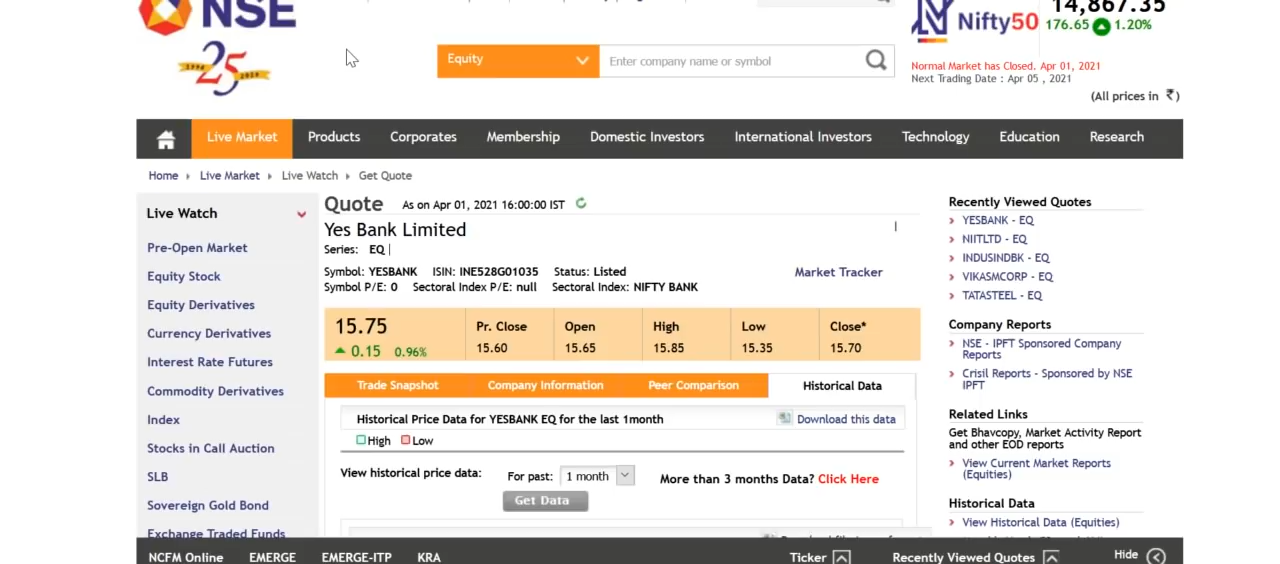 NSE
14,867.35
Nifty50 176.65 1.20%
25
Equity
Enter company name or symbol
Normal Market has Closed. Apr 01, 2021
Next Trading Date : Apr 05 , 2021
(All prices in ₹)
Live Market Products Corporates Membership Domestic Investors International Investors Technology Education Research
Home Live Market Live Watch Get Quote
Live Watch
Pre-Open Market
Equity Stock
Equity Derivatives
Currency Derivatives
Interest Rate Futures
Commodity Derivatives
Index
Stocks in Call Auction
SLB
Sovereign Gold Bond
Exchange Traded Funds
Quote As on Apr 01, 2021 16:00:00 IST
Yes Bank Limited |
Series: EQ |
Symbol: YESBANK ISIN: INE528G01035 Status: Listed
Market Tracker
Symbol P/E: 0 Sectoral Index P/E: null Sectoral Index: NIFTY BANK
15.75 Pr. Close Open High Low Close*
0.15 0.96% 15.60 15.65 15.85 15.35 15.70
Trade Snapshot Company Information Peer Comparison Historical Data
Historical Price Data for YESBANK EQ for the last 1month Download this data
High Low
View historical price data: For past: 1 month More than 3 months Data? Click Here
Get Data
Recently Viewed Quotes
YESBANK - EQ
NIITLTD - EQ
INDUSINDBK - EQ
VIKASMCORP - EQ
TATASTEEL - EQ
Company Reports
NSE - IPFT Sponsored Company
Reports
Crisil Reports - Sponsored by NSE
IPFT
Related Links
Get Bhavcopy, Market Activity Report
and other EOD reports
View Current Market Reports
(Equities)
Historical Data
View Historical Data (Equities)
NCFM Online EMERGE EMERGE-ITP KRA Ticker Recently Viewed Quotes Hide